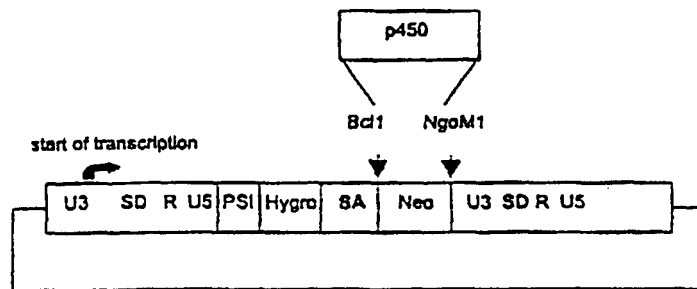 p450
Bcl1 NgoM1
start of transcription
U3 SD R U5 PSI Hygro SA Neo U3 SD R U5